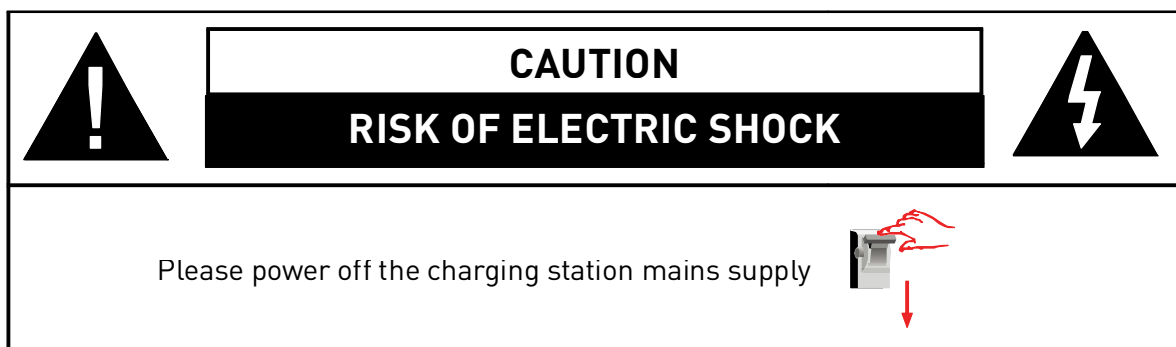 CAUTION
RISK OF ELECTRIC SHOCK
Please power off the charging station mains supply